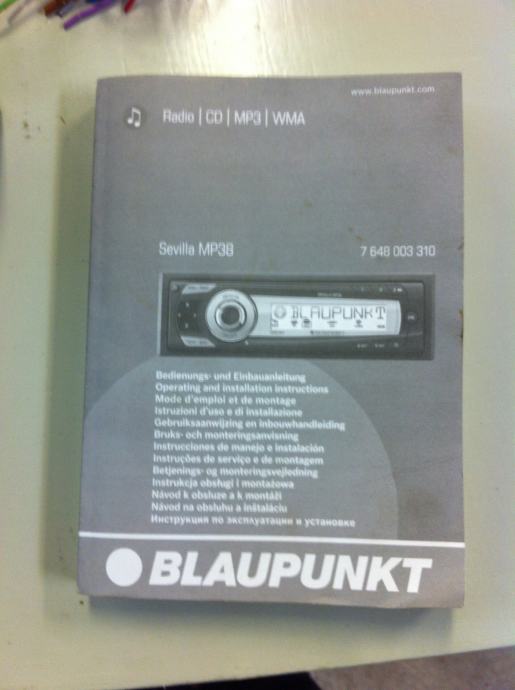 www.blaupunkt.com
Radio | CD | MP3 | WMA
Sevilla MP38 7 648 003 310
BLAUPUNKT
Bedienungs- und Einbauanleitung
Operating and installation instructions
Mode d'emploi et de montage
Istruzioni d'uso e di installazione
Gebruiksaanwijzing en inbouwhandleiding
Bruks- och monteringsanvisning
Instrucciones de manejo e instalación
Instruções de serviço e de montagem
Betjenings- og monteringsvejledning
Instrukcja obsługi i montażowa
Návod k obsluze a k montáži
Návod na obsluhu a inštaláciu
Инструкция по эксплуатации и установке
BLAUPUNKT